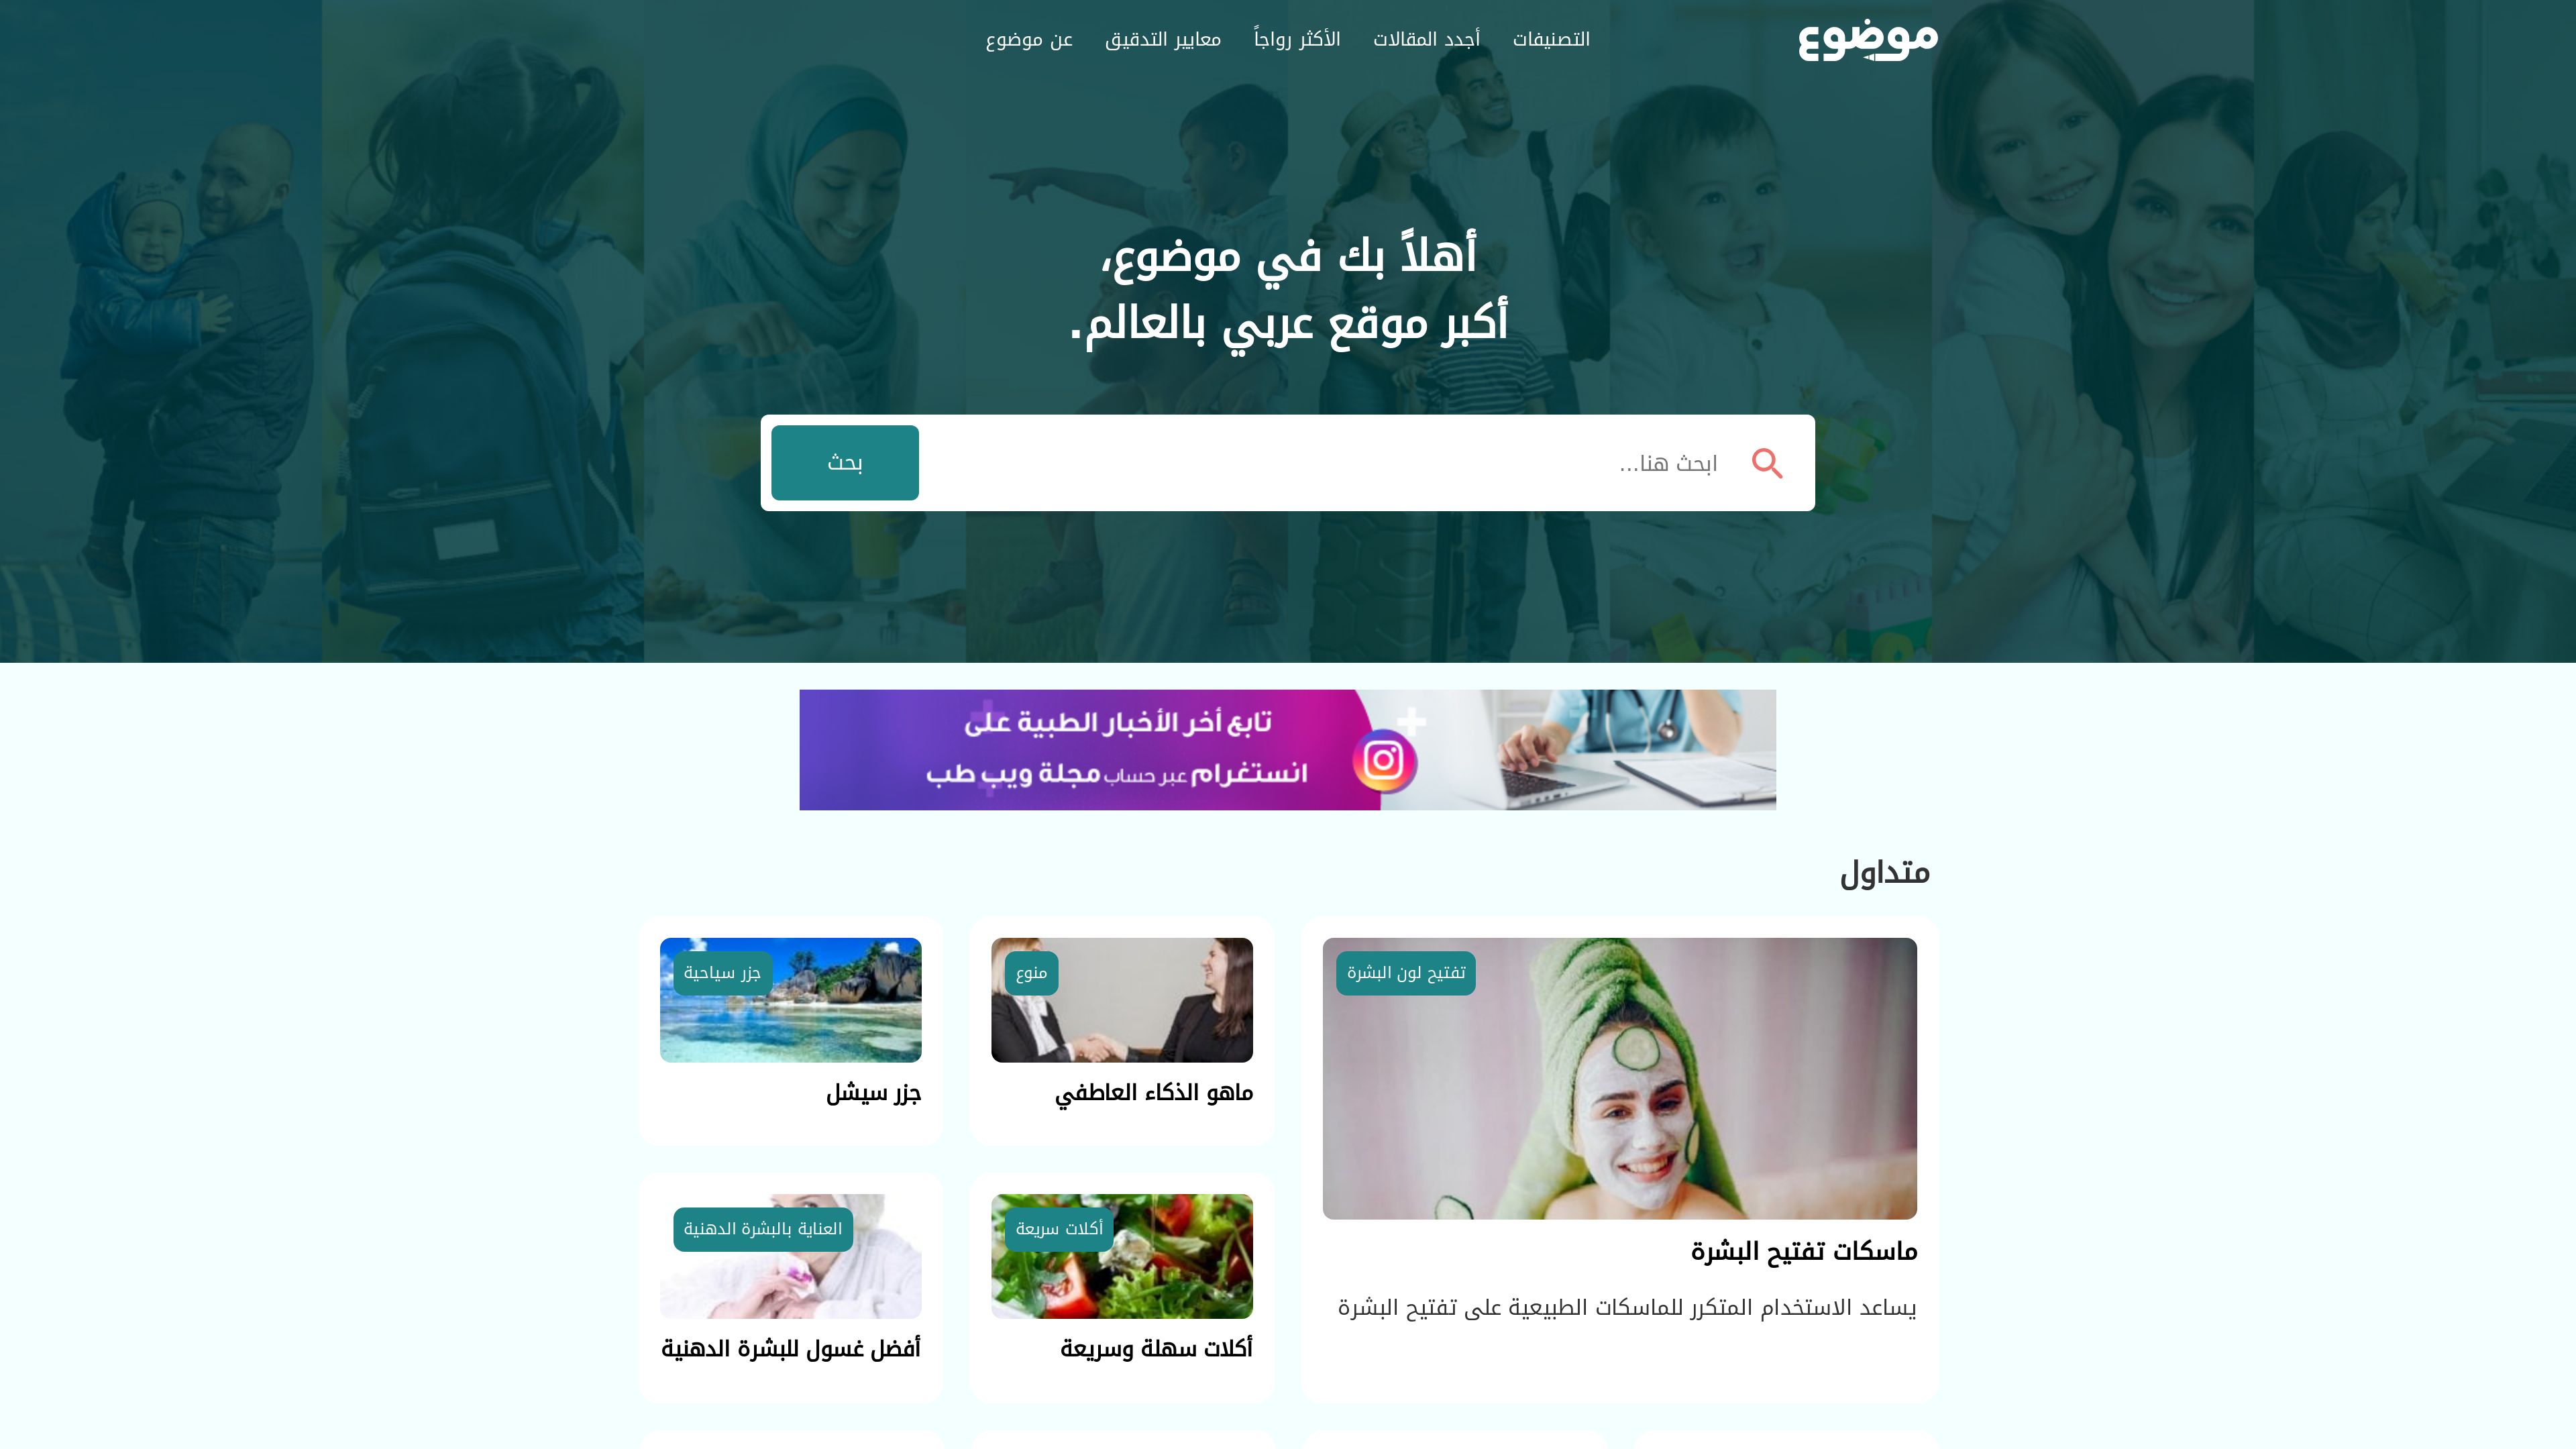 موضوع
التصنيفات
أجدد المقالات
الأكثر رواجاً
معايير التدقيق
عن موضوع
أهلاً بك في موضوع،
أكبر موقع عربي بالعالم.
ابحث هنا...
بحث
تابع أخر الأخبار الطبية على
انستغرام عبر حساب مجلة ويب طب
متداول
تفتيح لون البشرة
ماسكات تفتيح البشرة
يساعد الاستخدام المتكرر للماسكات الطبيعية على تفتيح البشرة
منوع
ماهو الذكاء العاطفي
جزر سياحية
جزر سيشل
أكلات سريعة
أكلات سهلة وسريعة
العناية بالبشرة الدهنية
أفضل غسول للبشرة الدهنية